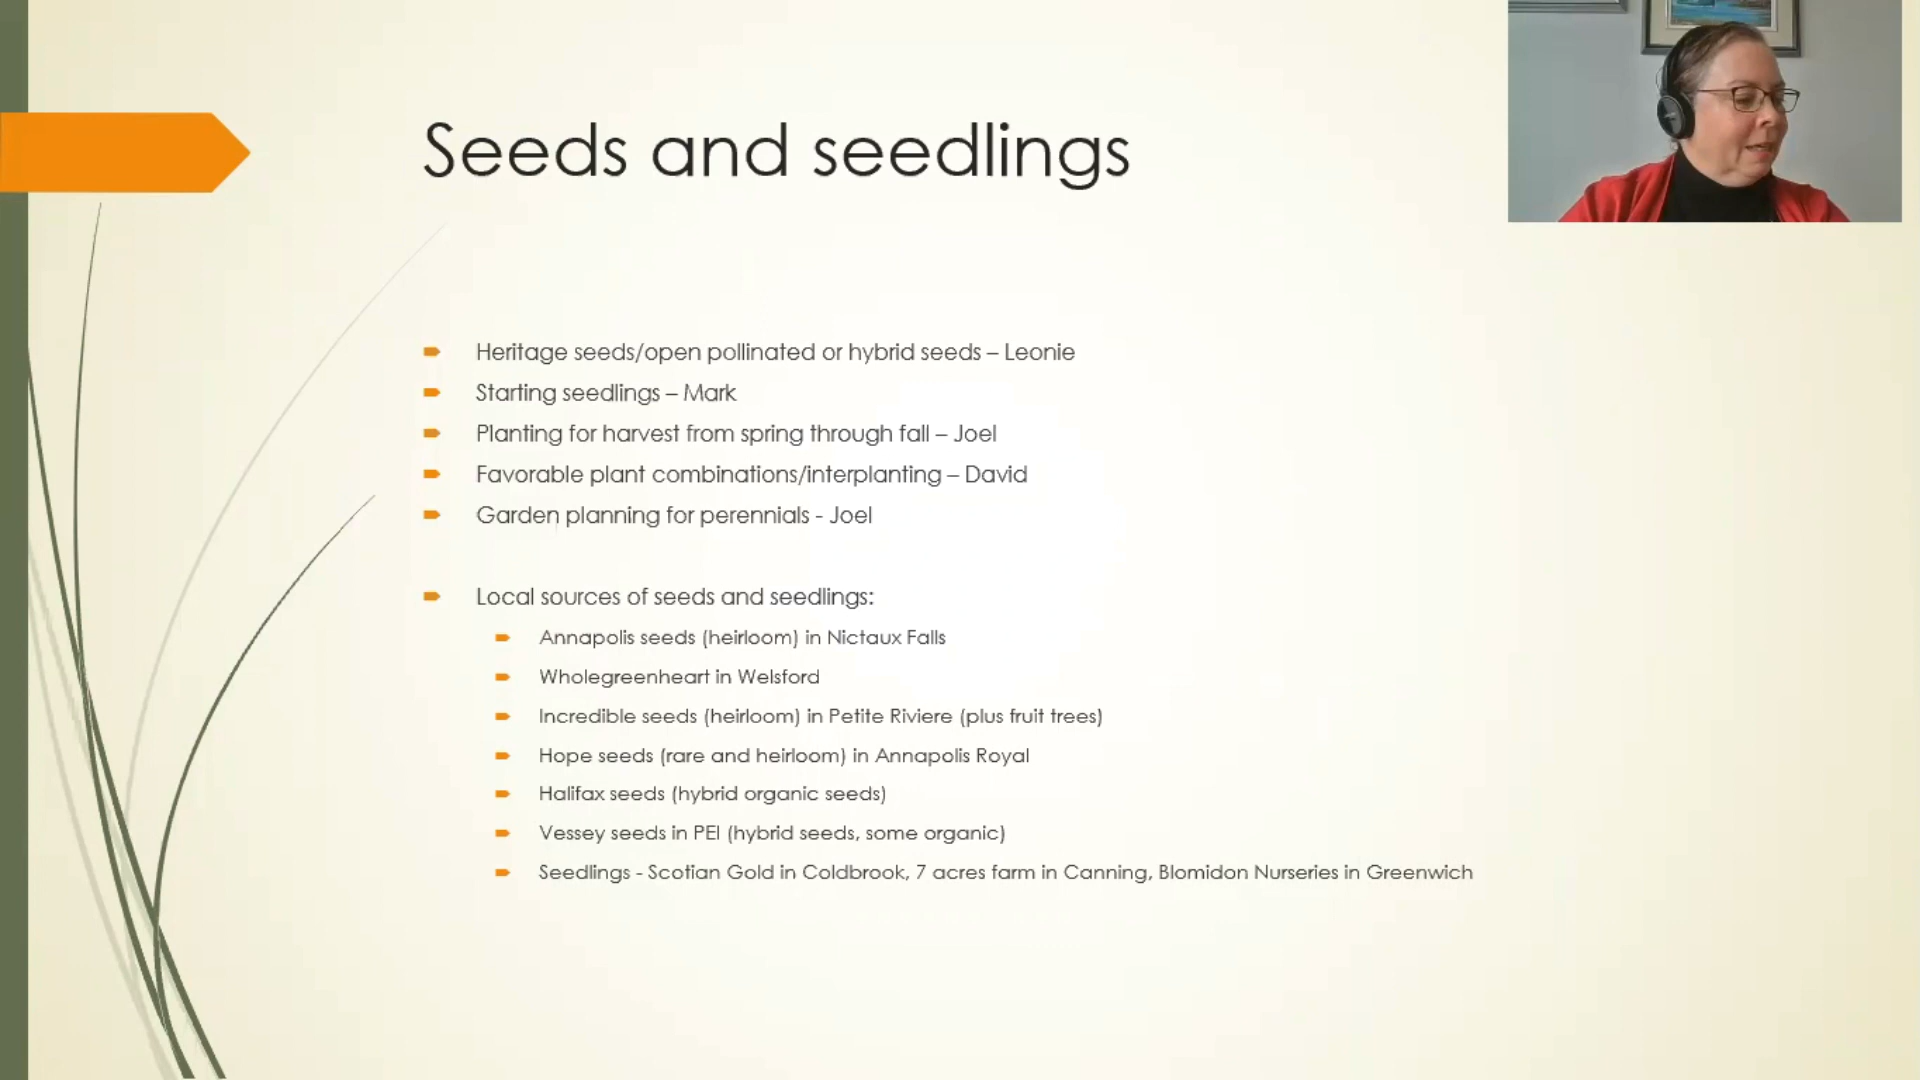 Seeds and seedlings
Heritage seeds/open pollinated or hybrid seeds – Leonie
Starting seedlings – Mark
Planting for harvest from spring through fall – Joel
Favorable plant combinations/interplanting – David
Garden planning for perennials - Joel
Local sources of seeds and seedlings:
Annapolis seeds (heirloom) in Nictaux Falls
Wholegreenheart in Welsford
Incredible seeds (heirloom) in Petite Riviere (plus fruit trees)
Hope seeds (rare and heirloom) in Annapolis Royal
Halifax seeds (hybrid organic seeds)
Vessey seeds in PEI (hybrid seeds, some organic)
Seedlings - Scotian Gold in Coldbrook, 7 acres farm in Canning, Blomidon Nurseries in Greenwich